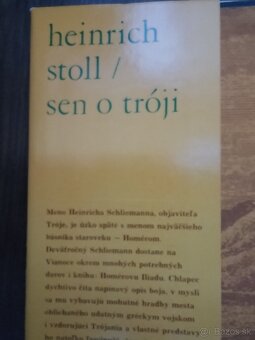 heinrich
stoll /
sen o tróji
Meno Heinricha Schliemanna, objaviteľa
Tróje, je úzko späté s menom najväčšieho
básnika staroveku – Homérom.
Deväťročný Schliemann dostane na
Vianoce okrem mnohých potrebných
darov i knihu: Homérovu Iliadu. Chlapec
dychtivo číta napínavý opis boja, v mysli
sa mu vybavujú mohutné hradby mesta
obliehaného udatným gréckym vojskom
i vzdorujúci Trójania a vlastné predstavy
bazos.sk